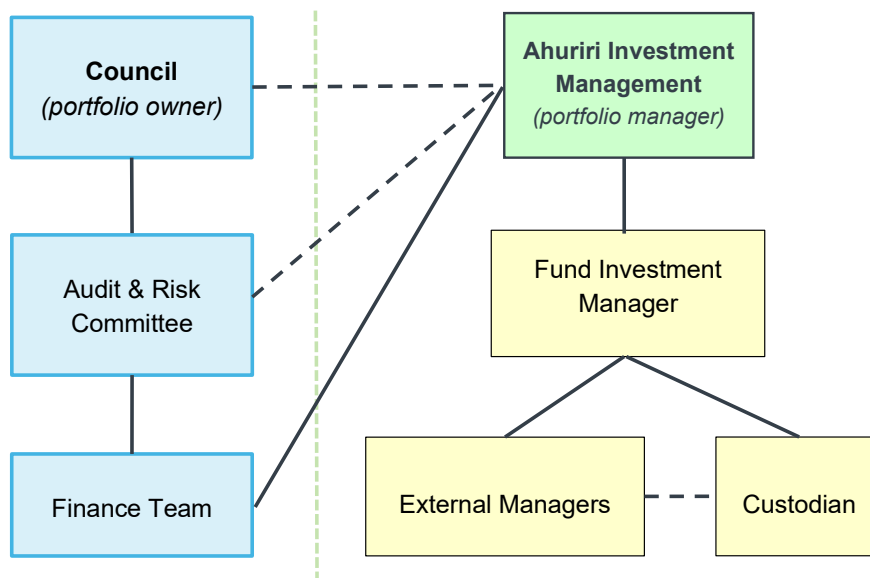 Council
(portfolio owner)
Ahuriri Investment
Management
(portfolio manager)
Audit & Risk
Committee
Fund Investment
Manager
Finance Team
External Managers
Custodian